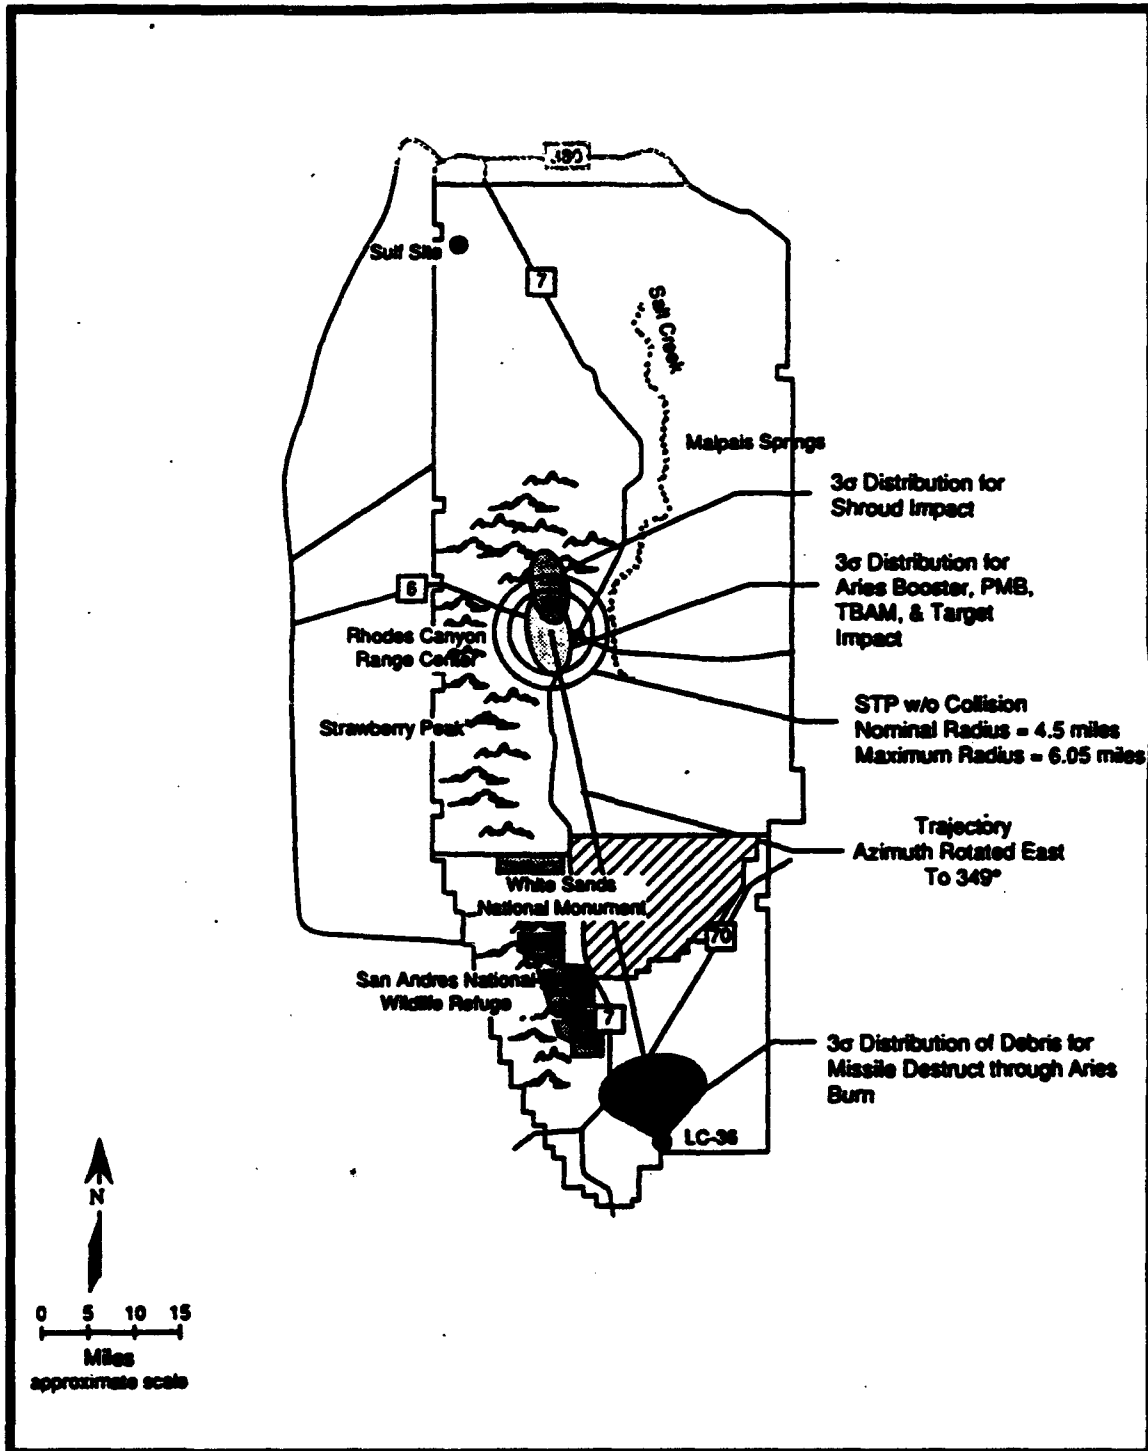 380
Sulf Site
7
Salt Creek
Malpais Springs
3σ Distribution for
Shroud Impact
3σ Distribution for
Aries Booster, PMB,
TBAM, & Target
Impact
6
Rhodes Canyon
Range Center
STP w/o Collision
Nominal Radius = 4.5 miles
Maximum Radius = 6.05 miles
Strawberry Peak
Trajectory
Azimuth Rotated East
To 349°
White Sands
National Monument
70
San Andres National
Wildlife Refuge
7
3σ Distribution of Debris for
Missile Destruct through Aries
Burn
LC-36
N
0 5 10 15
Miles
approximate scale